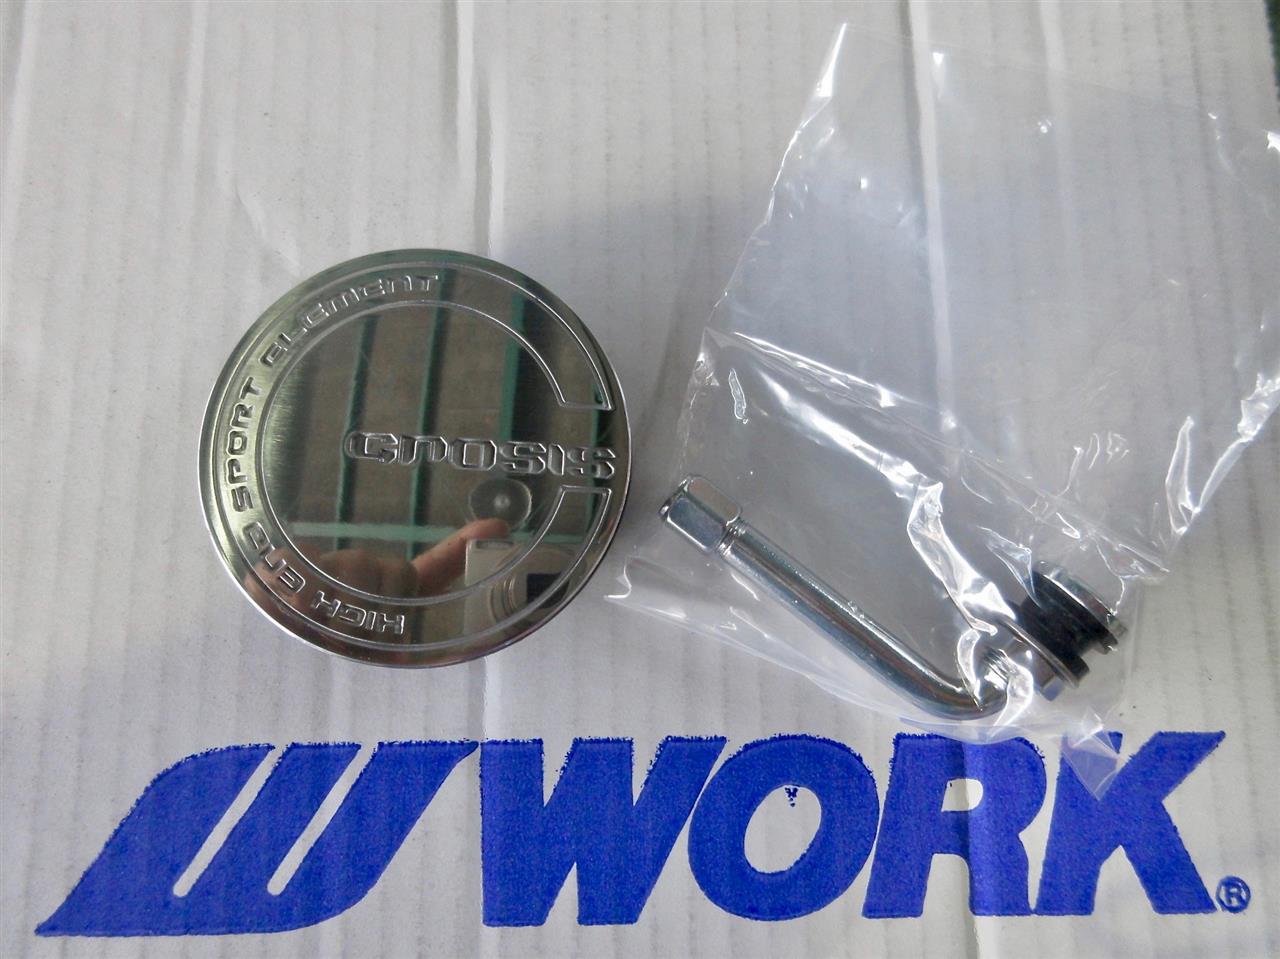 HIGH END SPORT ELEMENT
GNOSIS
WORK®